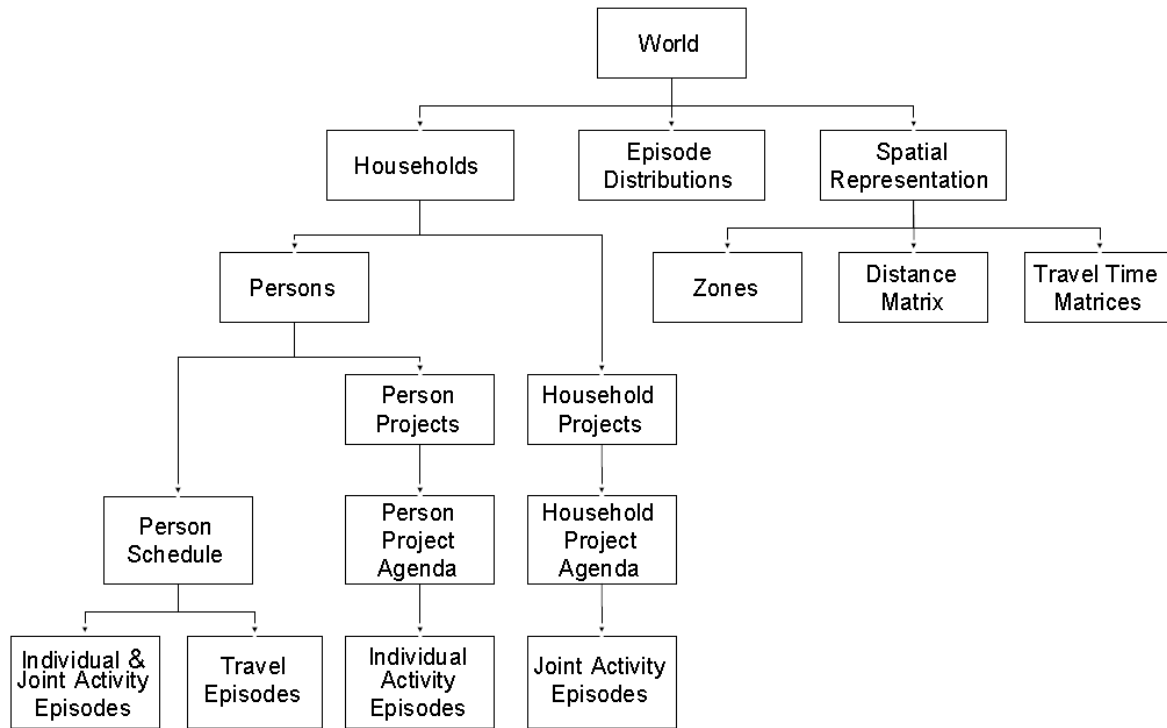 World
Households
Episode
Distributions
Spatial
Representation
Persons
Zones
Distance
Matrix
Travel Time
Matrices
Person
Projects
Household
Projects
Person
Schedule
Person
Project
Agenda
Household
Project
Agenda
Individual &
Joint Activity
Episodes
Travel
Episodes
Individual
Activity
Episodes
Joint Activity
Episodes